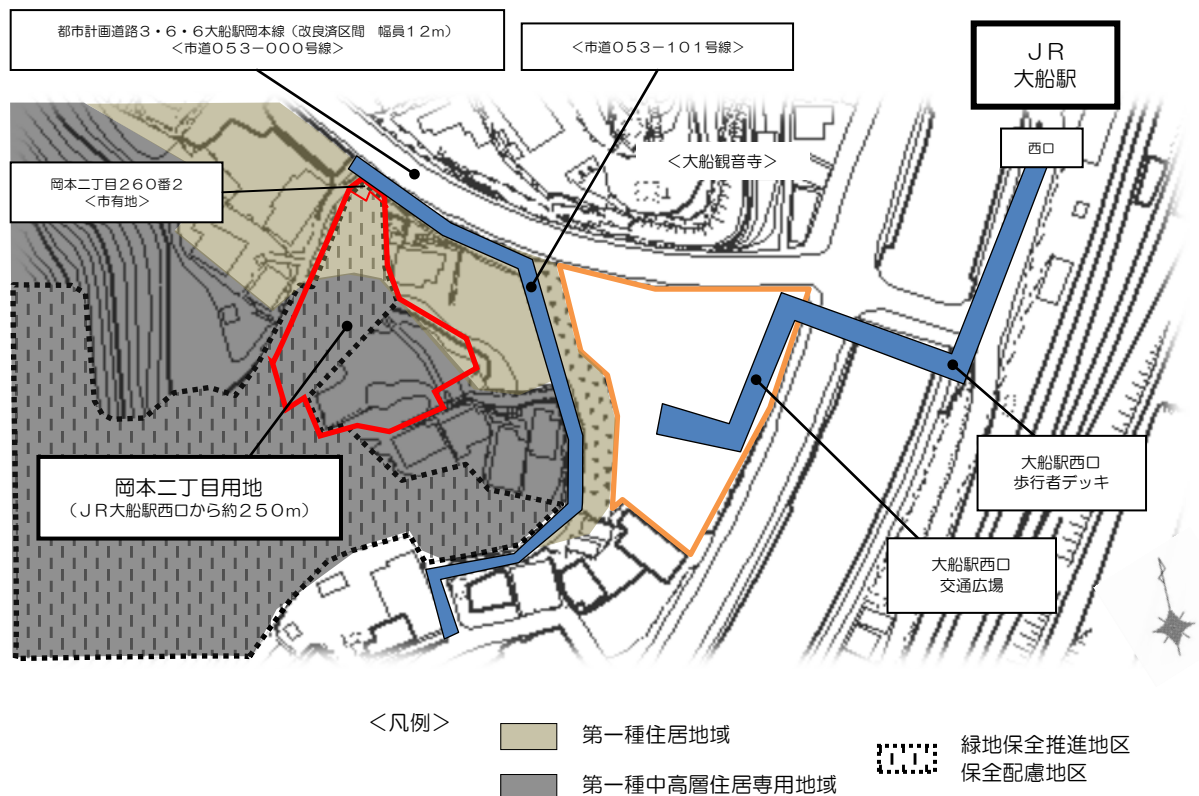 都市計画道路３・６・６大船駅岡本線（改良済区間　幅員１２ｍ）
＜市道０５３－０００号線＞
＜市道０５３－１０１号線＞
ＪＲ
大船駅
西口
＜大船観音寺＞
岡本二丁目２６０番２
＜市有地＞
岡本二丁目用地
（ＪＲ大船駅西口から約２５０ｍ）
大船駅西口
歩行者デッキ
大船駅西口
交通広場
＜凡例＞
第一種住居地域
第一種中高層住居専用地域
緑地保全推進地区
保全配慮地区